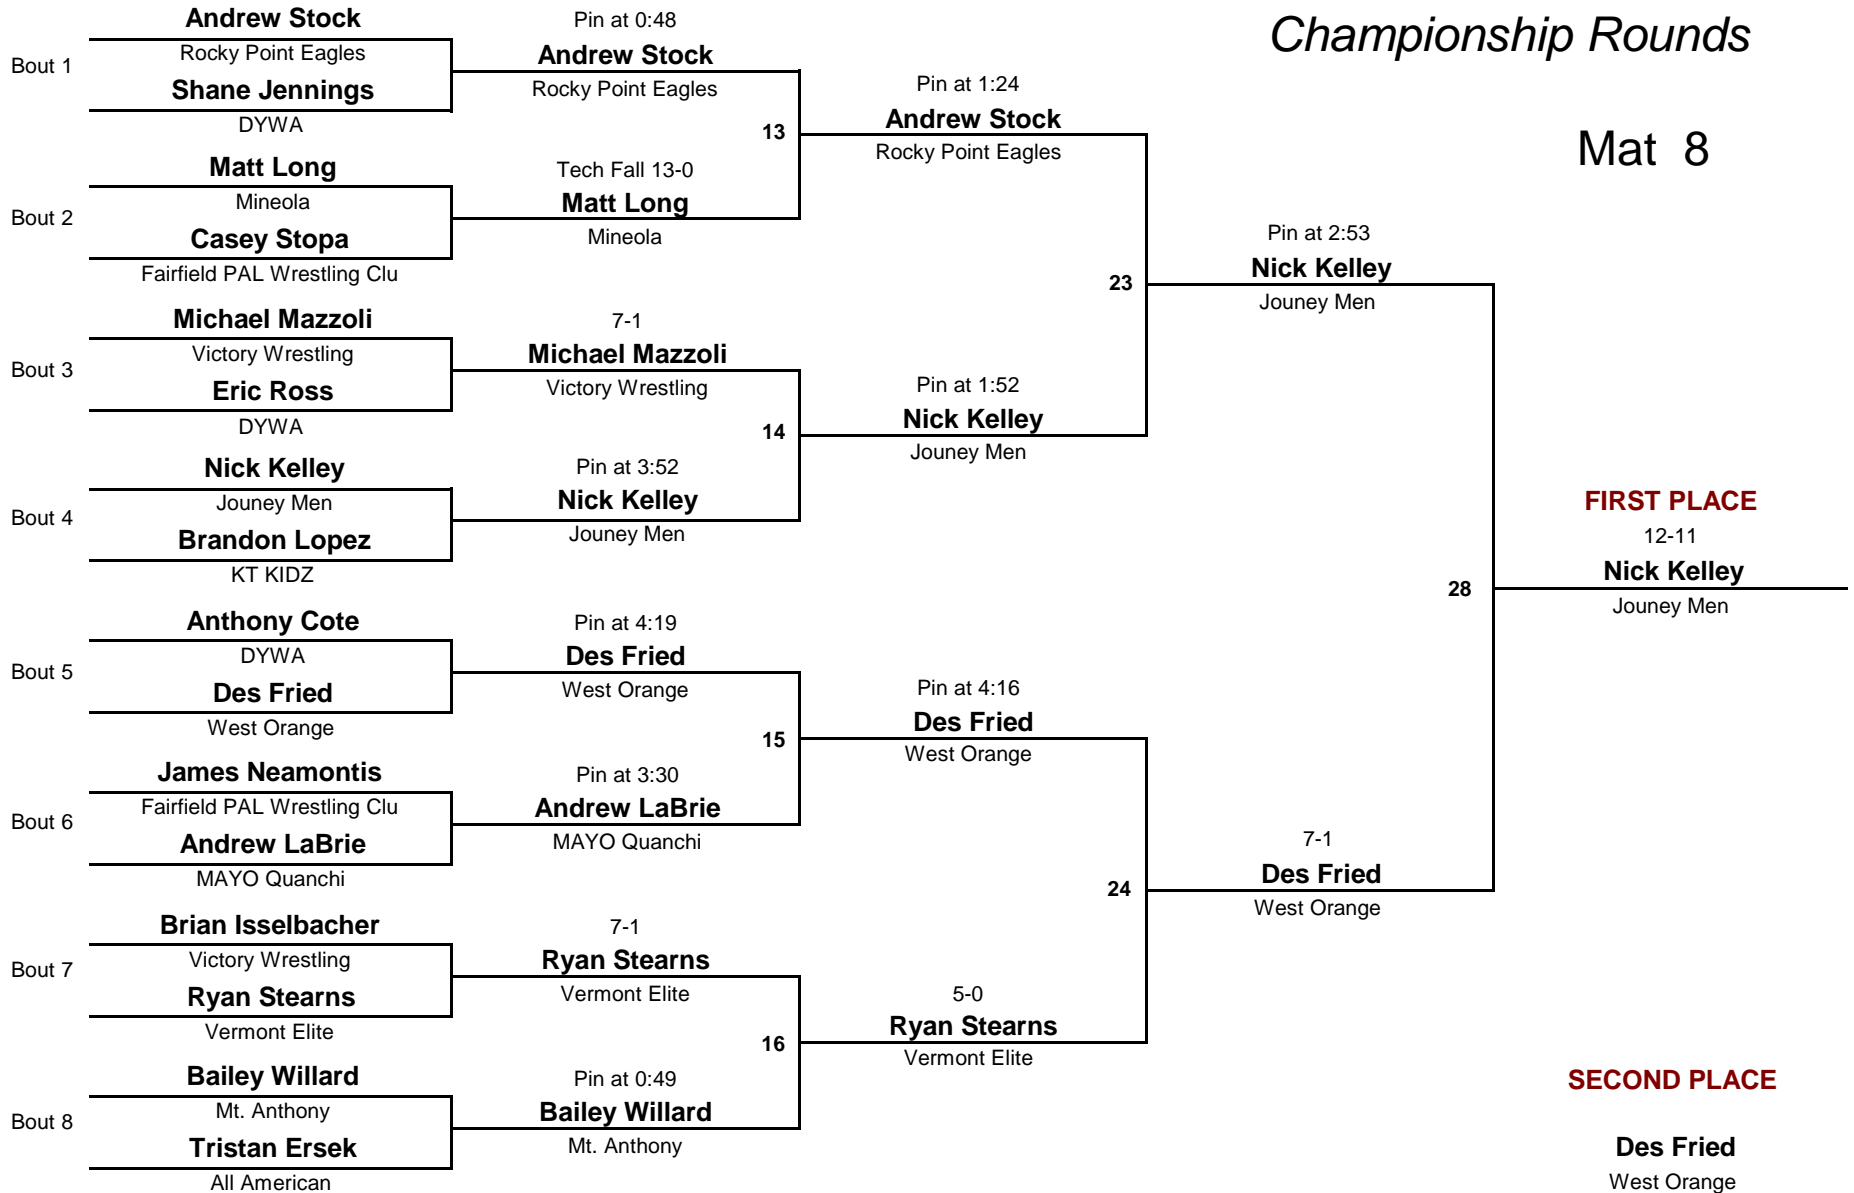 Championship Rounds
Mat 8
Bout 1
Andrew Stock
Rocky Point Eagles
Shane Jennings
DYWA
Bout 2
Matt Long
Mineola
Casey Stopa
Fairfield PAL Wrestling Clu
Bout 3
Michael Mazzoli
Victory Wrestling
Eric Ross
DYWA
Bout 4
Nick Kelley
Jouney Men
Brandon Lopez
KT KIDZ
Bout 5
Anthony Cote
DYWA
Des Fried
West Orange
Bout 6
James Neamontis
Fairfield PAL Wrestling Clu
Andrew LaBrie
MAYO Quanchi
Bout 7
Brian Isselbacher
Victory Wrestling
Ryan Stearns
Vermont Elite
Bout 8
Bailey Willard
Mt. Anthony
Tristan Ersek
All American
Pin at 0:48
Andrew Stock
Rocky Point Eagles
13
Tech Fall 13-0
Matt Long
Mineola
7-1
Michael Mazzoli
Victory Wrestling
14
Pin at 3:52
Nick Kelley
Jouney Men
Pin at 4:19
Des Fried
West Orange
15
Pin at 3:30
Andrew LaBrie
MAYO Quanchi
7-1
Ryan Stearns
Vermont Elite
16
Pin at 0:49
Bailey Willard
Mt. Anthony
Pin at 1:24
Andrew Stock
Rocky Point Eagles
23
Pin at 1:52
Nick Kelley
Jouney Men
Pin at 4:16
Des Fried
West Orange
24
5-0
Ryan Stearns
Vermont Elite
Pin at 2:53
Nick Kelley
Jouney Men
28
7-1
Des Fried
West Orange
FIRST PLACE
12-11
Nick Kelley
Jouney Men
SECOND PLACE
Des Fried
West Orange